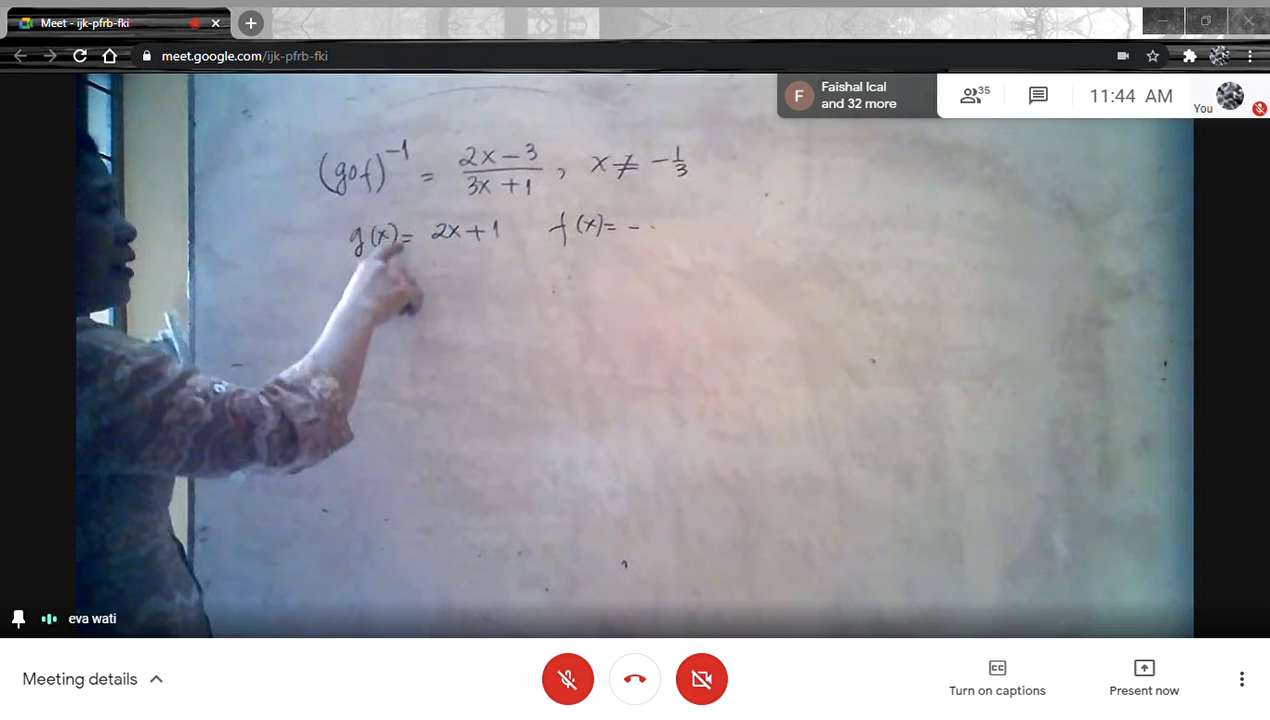 Meet - ijk-pfrb-fki
meet.google.com/ijk-pfrb-fki
F
Faishal Ical
and 32 more
35
11:44 AM
You
(gof)⁻¹ = (2x-3)/(3x+1), x ≠ -1/3
g(x) = 2x+1 f(x) = - ..
eva wati
Meeting details
CC
Turn on captions
Present now